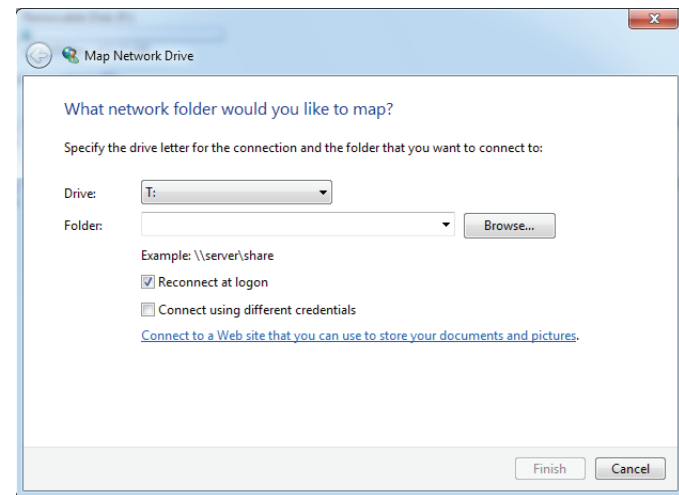 Map Network Drive
What network folder would you like to map?
Specify the drive letter for the connection and the folder that you want to connect to:
Drive: T:
Folder: Browse...
Example: \\server\share
Reconnect at logon
Connect using different credentials
Connect to a Web site that you can use to store your documents and pictures.
Finish Cancel